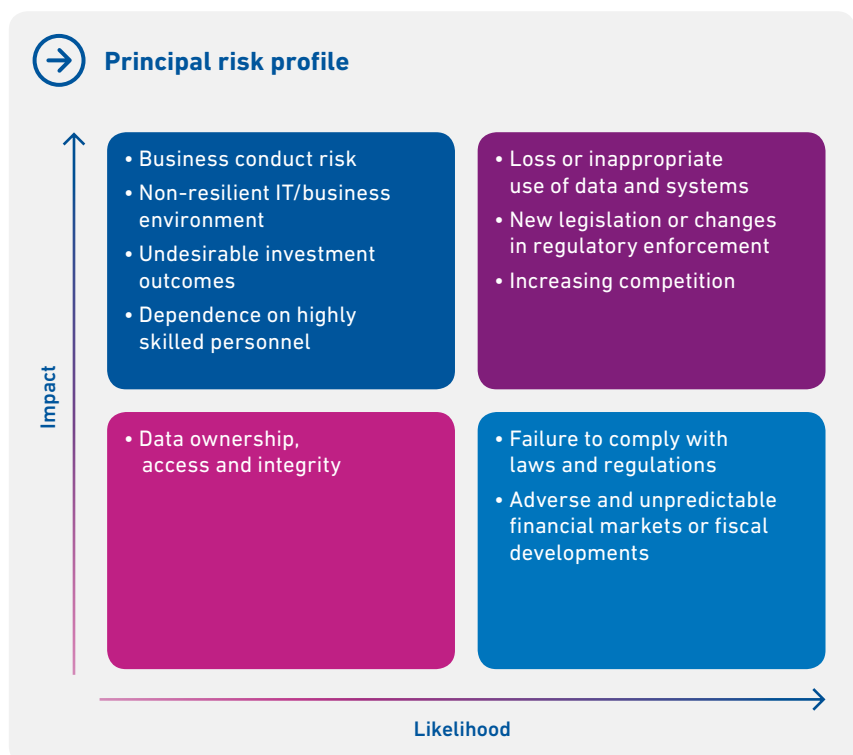 Principal risk profile
Impact
• Business conduct risk
• Non-resilient IT/business
environment
• Undesirable investment
outcomes
• Dependence on highly
skilled personnel
• Loss or inappropriate
use of data and systems
• New legislation or changes
in regulatory enforcement
• Increasing competition
• Data ownership,
access and integrity
• Failure to comply with
laws and regulations
• Adverse and unpredictable
financial markets or fiscal
developments
Likelihood